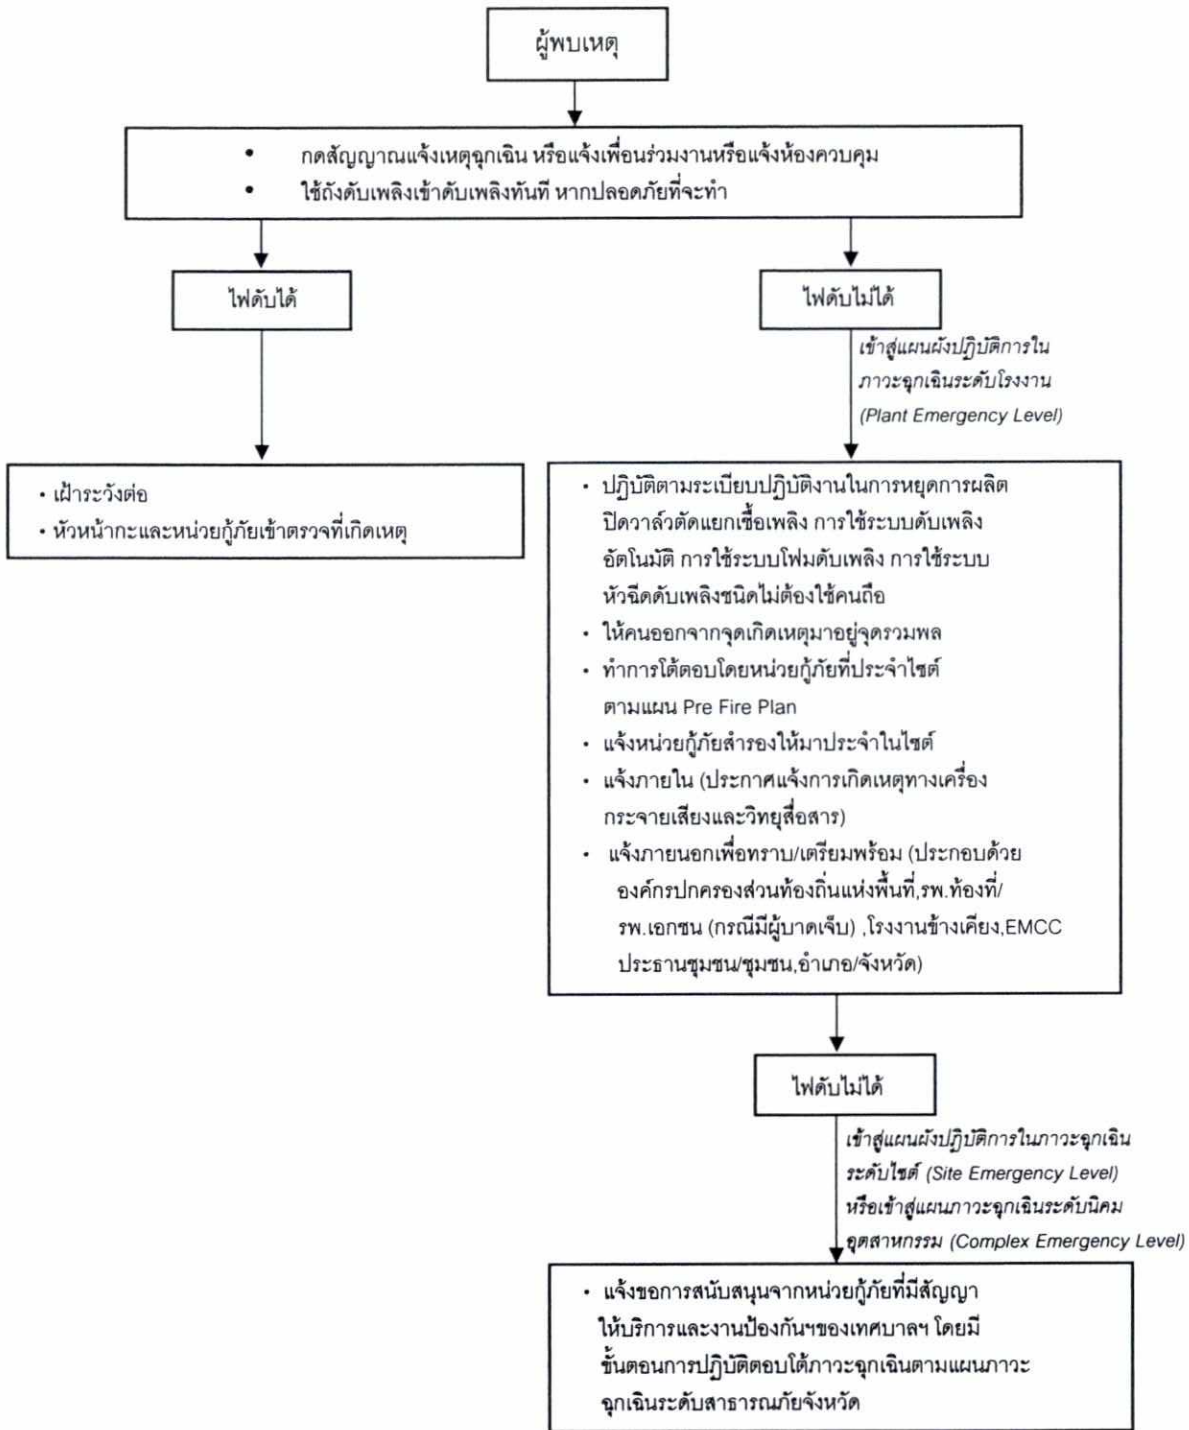 ผู้พบเหตุ
• กดสัญญาณแจ้งเหตุฉุกเฉิน หรือแจ้งเพื่อนร่วมงานหรือแจ้งห้องควบคุม
• ใช้ถังดับเพลิงเข้าดับเพลิงทันที หากปลอดภัยที่จะทำ
ไฟดับได้
ไฟดับไม่ได้
เข้าสู่แผนผังปฏิบัติการใน
ภาวะฉุกเฉินระดับโรงงาน
(Plant Emergency Level)
• เฝ้าระวังต่อ
• หัวหน้ากะและหน่วยกู้ภัยเข้าตรวจที่เกิดเหตุ
• ปฏิบัติตามระเบียบปฏิบัติงานในการหยุดการผลิต
ปิดวาล์วตัดแยกเชื้อเพลิง การใช้ระบบดับเพลิง
อัตโนมัติ การใช้ระบบโฟมดับเพลิง การใช้ระบบ
หัวฉีดดับเพลิงชนิดไม่ต้องใช้คนถือ
• ให้คนออกจากจุดเกิดเหตุมาอยู่จุดรวมพล
• ทำการโต้ตอบโดยหน่วยกู้ภัยที่ประจำไซต์
ตามแผน Pre Fire Plan
• แจ้งหน่วยกู้ภัยสำรองให้มาประจำในไซต์
• แจ้งภายใน (ประกาศแจ้งการเกิดเหตุทางเครื่อง
กระจายเสียงและวิทยุสื่อสาร)
• แจ้งภายนอกเพื่อทราบ/เตรียมพร้อม (ประกอบด้วย
องค์กรปกครองส่วนท้องถิ่นแห่งพื้นที่,รพ.ท้องที่/
รพ.เอกชน (กรณีมีผู้บาดเจ็บ) ,โรงงานข้างเคียง,EMCC
ประธานชุมชน/ชุมชน,อำเภอ/จังหวัด)
ไฟดับไม่ได้
เข้าสู่แผนผังปฏิบัติการในภาวะฉุกเฉิน
ระดับไซต์ (Site Emergency Level)
หรือเข้าสู่แผนภาวะฉุกเฉินระดับนิคม
อุตสาหกรรม (Complex Emergency Level)
• แจ้งขอการสนับสนุนจากหน่วยกู้ภัยที่มีสัญญา
ให้บริการและงานป้องกันฯของเทศบาลฯ โดยมี
ขั้นตอนการปฏิบัติตอบโต้ภาวะฉุกเฉินตามแผนภาวะ
ฉุกเฉินระดับสาธารณภัยจังหวัด